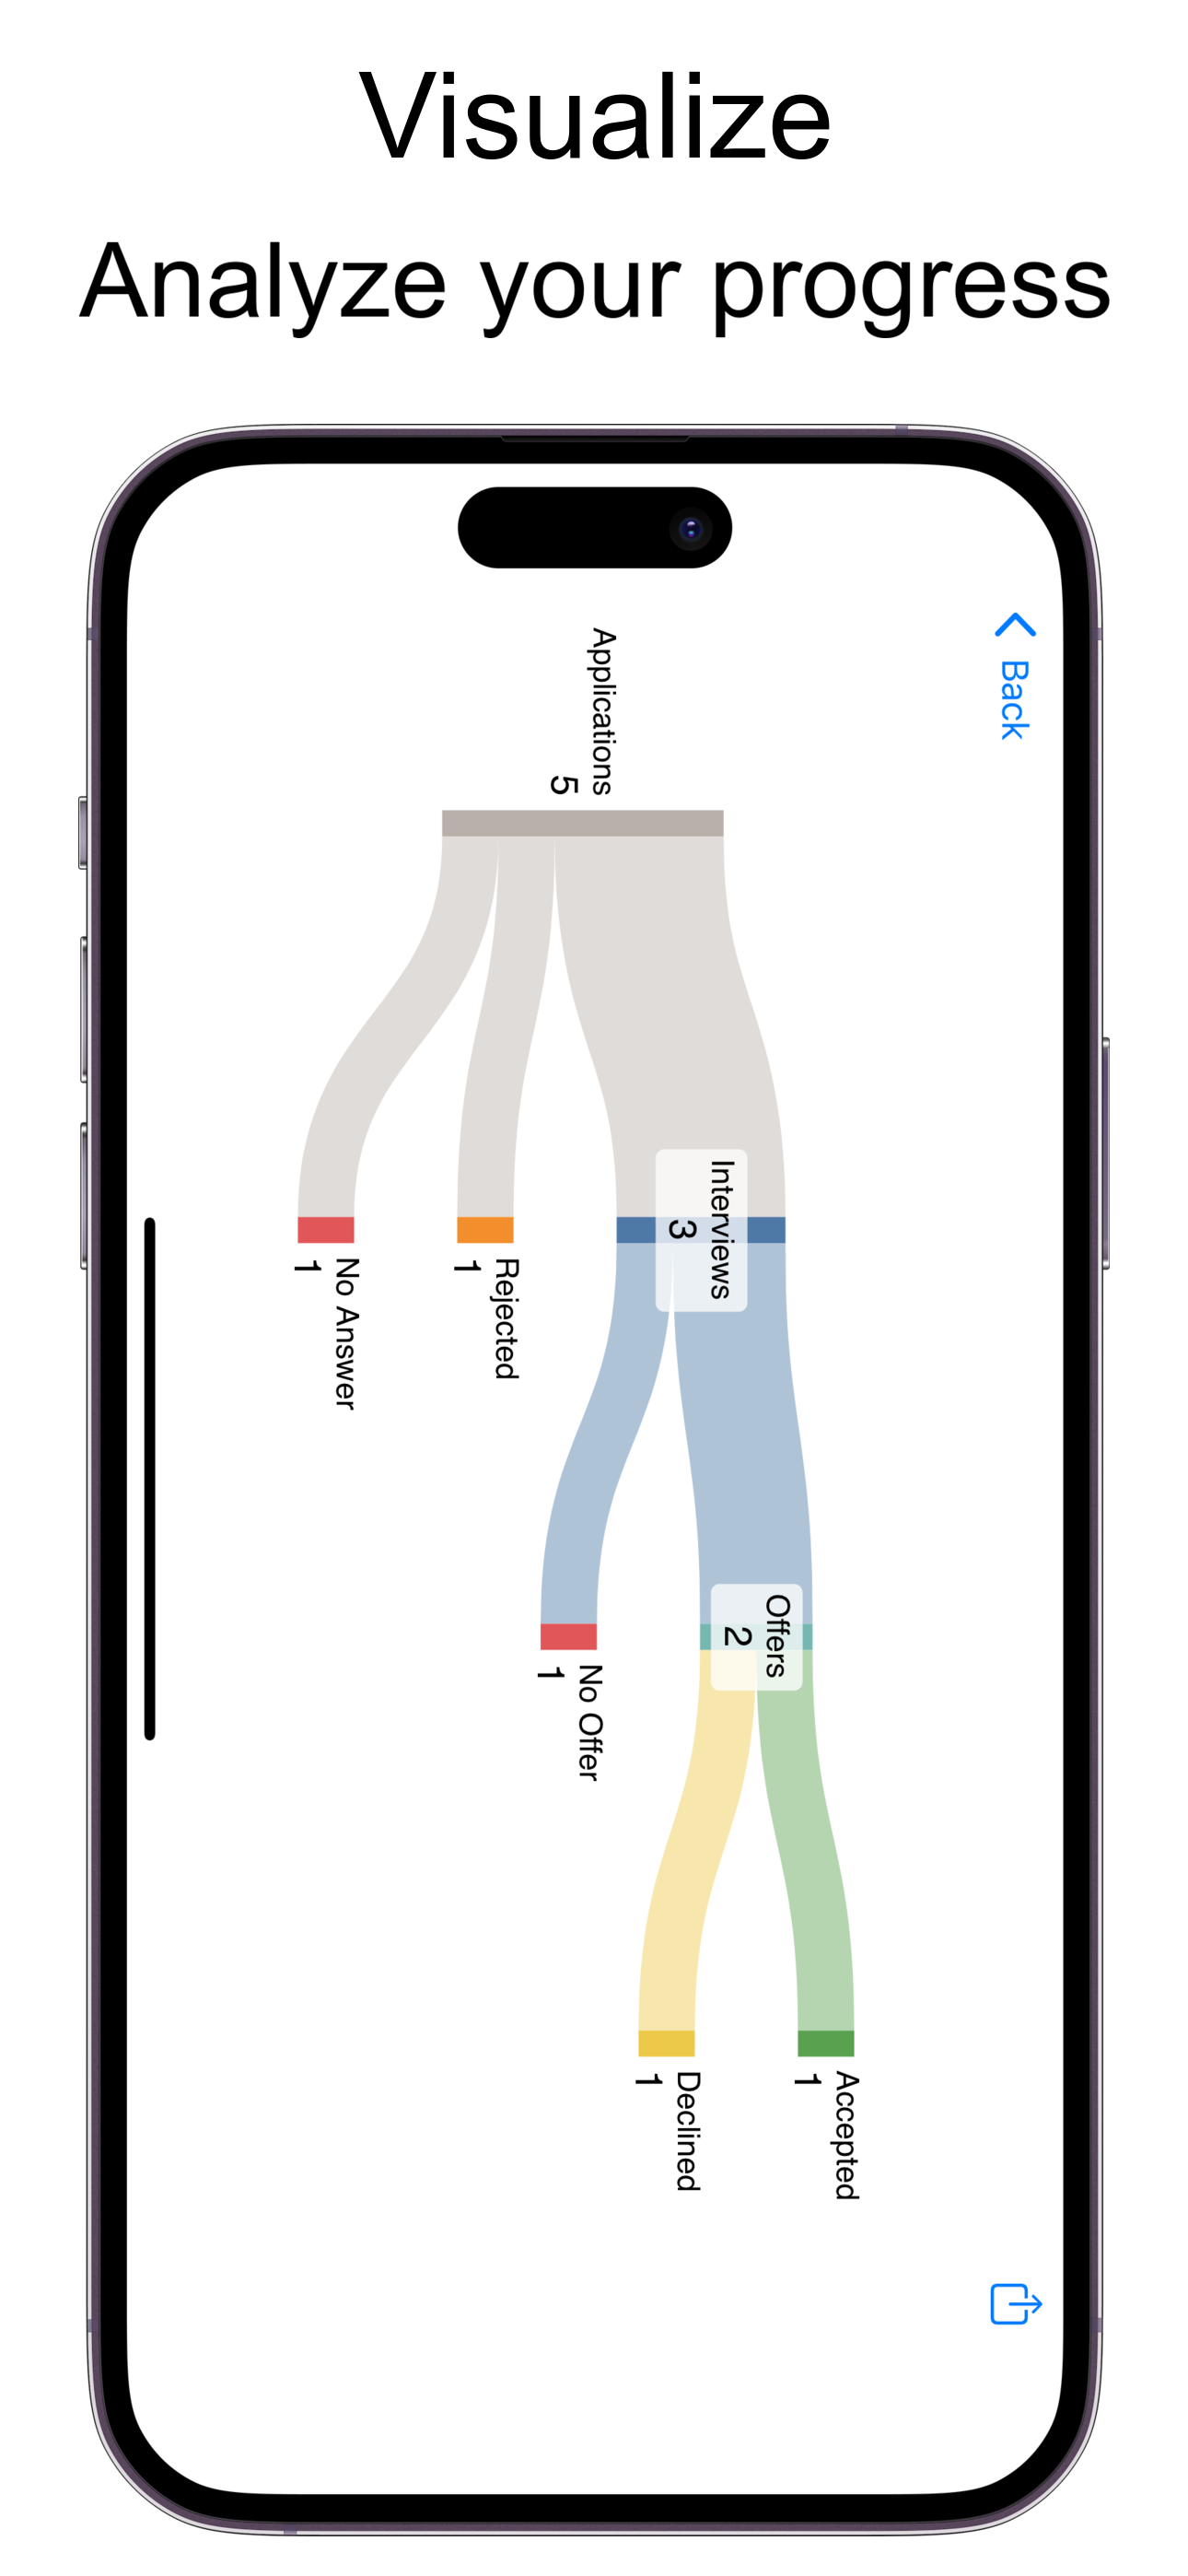 Visualize
Analyze your progress
Back
Applications
5
Interviews
3
Rejected
1
No Answer
1
Offers
2
No Offer
1
Accepted
1
Declined
1